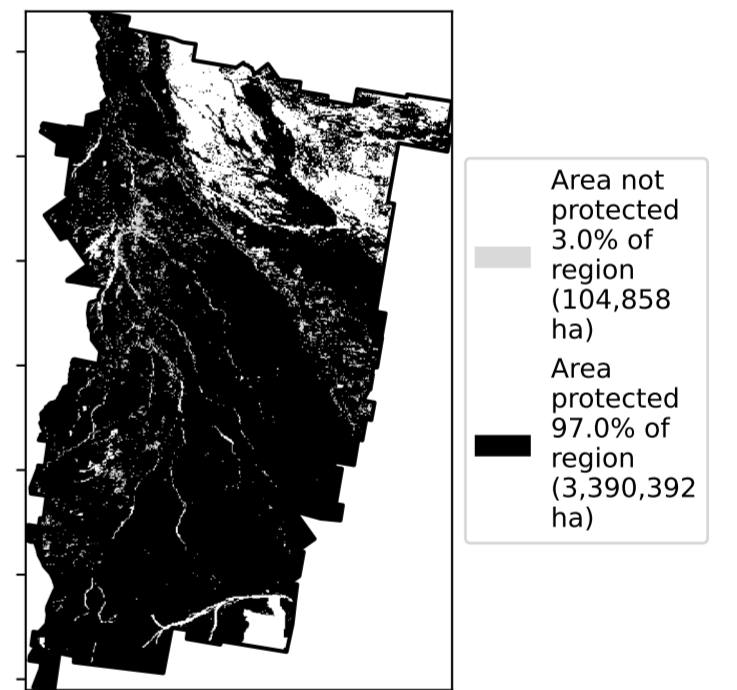 Area not
protected
3.0% of
region
(104,858
ha)
Area
protected
97.0% of
region
(3,390,392
ha)